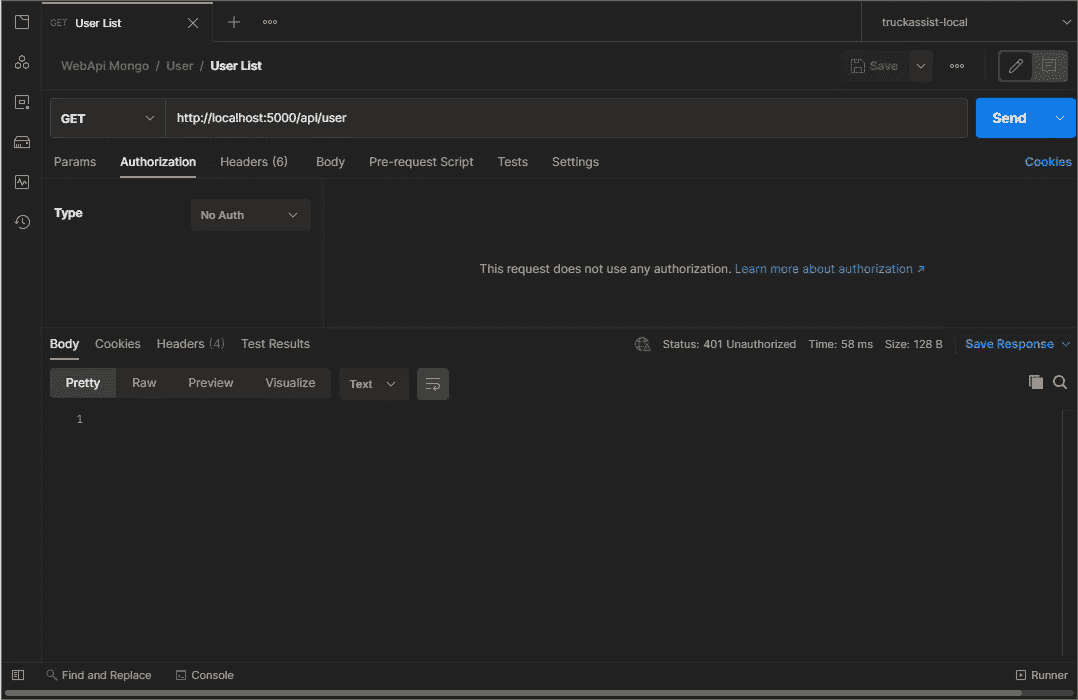 GET User List
truckassist-local
WebApi Mongo / User / User List
Save
GET http://localhost:5000/api/user Send
Params Authorization Headers (6) Body Pre-request Script Tests Settings Cookies
Type No Auth
This request does not use any authorization. Learn more about authorization ↗
Body Cookies Headers (4) Test Results Status: 401 Unauthorized Time: 58 ms Size: 128 B Save Response
Pretty Raw Preview Visualize Text
1
Find and Replace Console Runner